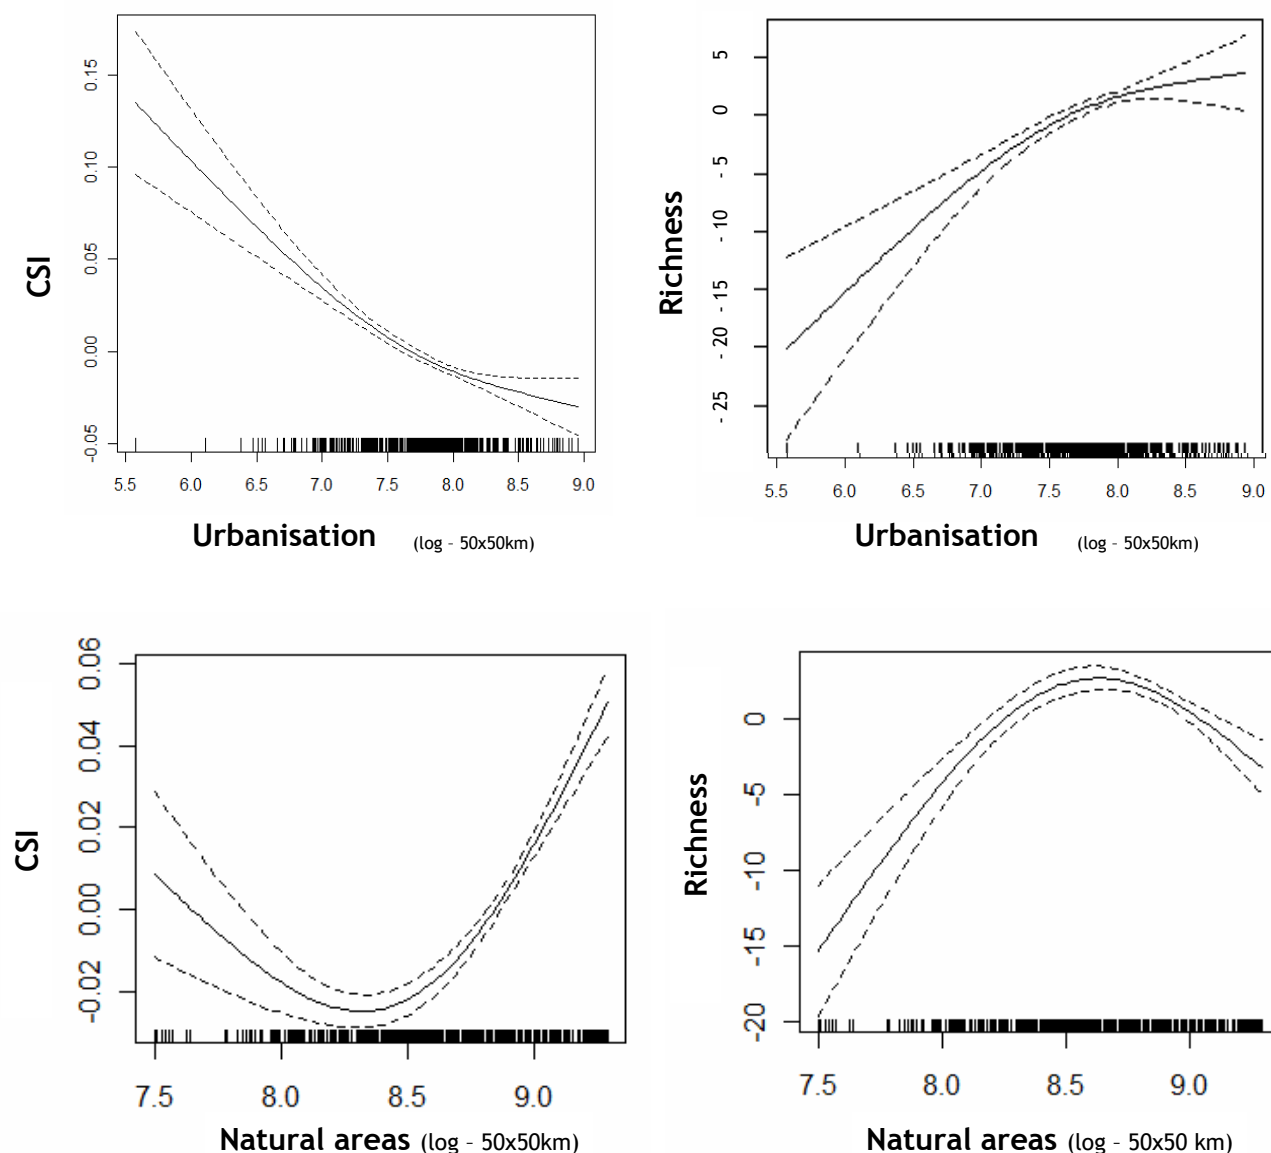 0.15
0.10
0.05
0.00
-0.05
CSI
5.5 6.0 6.5 7.0 7.5 8.0 8.5 9.0
Urbanisation (log - 50x50km)
5
0
- 5
- 10
- 15
- 20
- 25
Richness
5.5 6.0 6.5 7.0 7.5 8.0 8.5 9.0
Urbanisation (log - 50x50km)
0.06
0.04
0.02
0.00
-0.02
CSI
7.5 8.0 8.5 9.0
Natural areas (log - 50x50km)
0
-5
-10
-15
-20
Richness
7.5 8.0 8.5 9.0
Natural areas (log - 50x50 km)